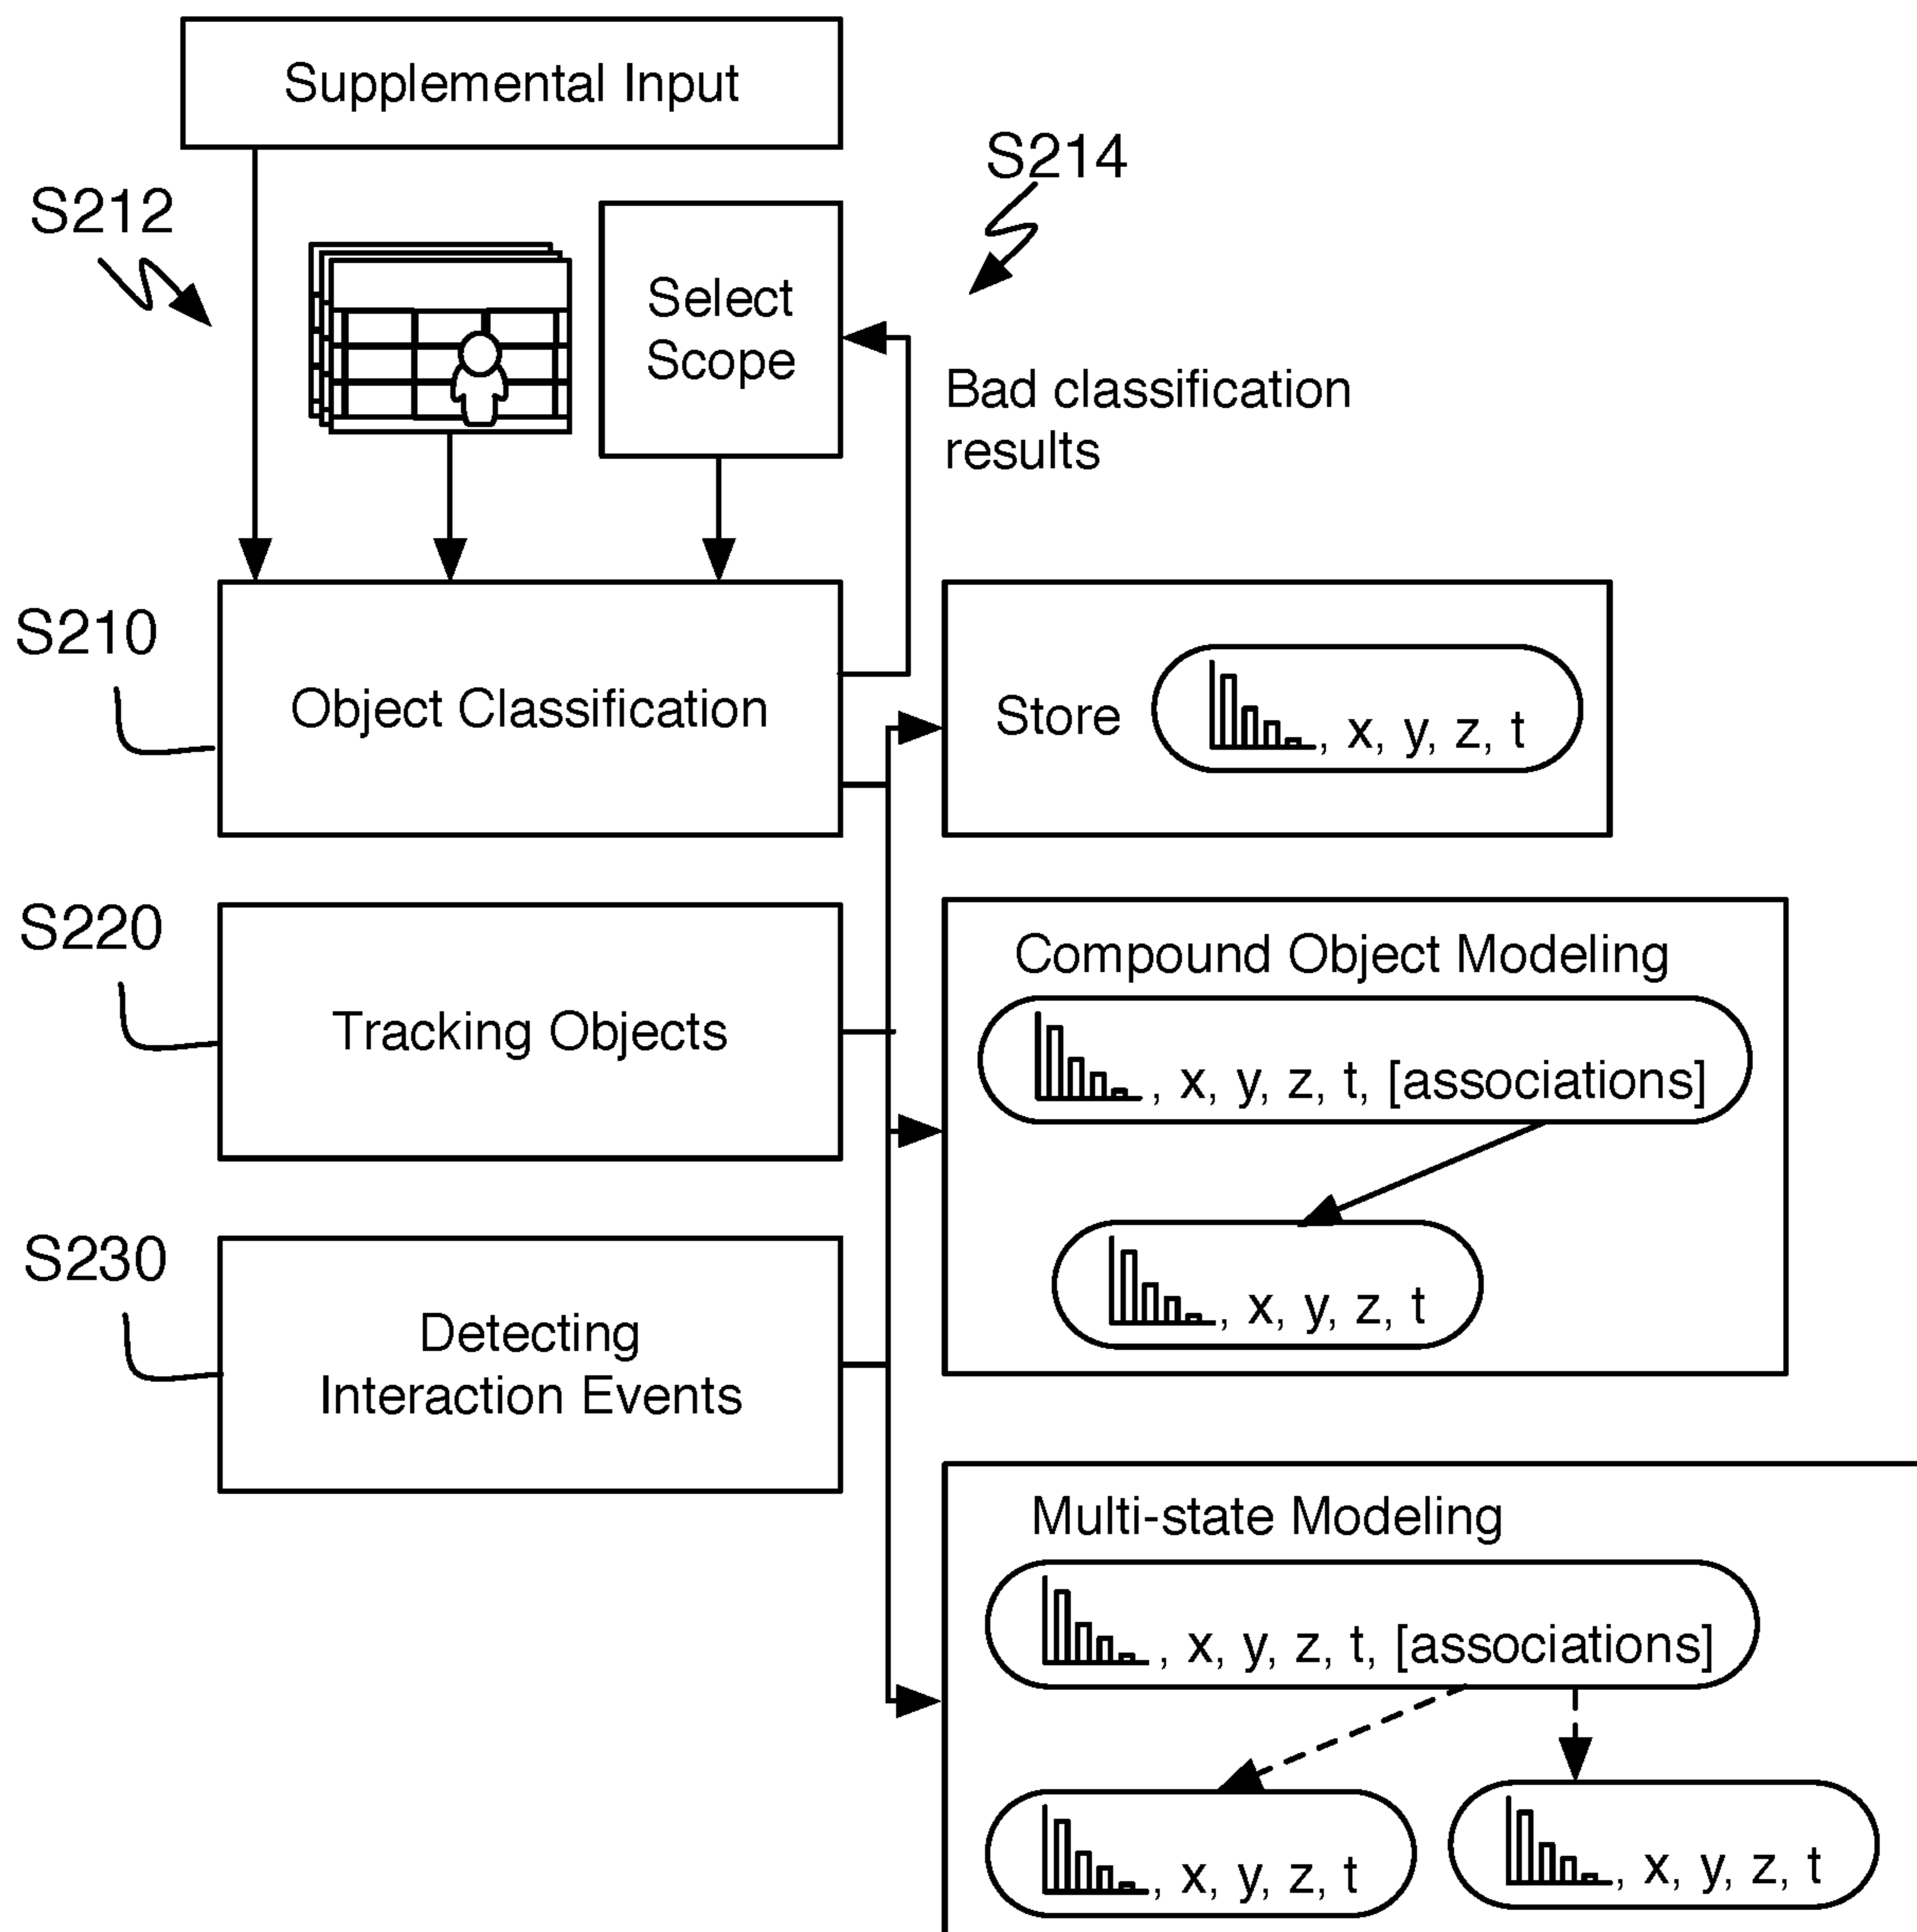 Supplemental Input
S214
S212
Select
Scope
Bad classification
results
S210
Object Classification
Store , x, y, z, t
S220
Tracking Objects
Compound Object Modeling
, x, y, z, t, [associations]
, x, y, z, t
S230
Detecting
Interaction Events
Multi-state Modeling
, x, y, z, t, [associations]
, x, y, z, t
, x, y, z, t